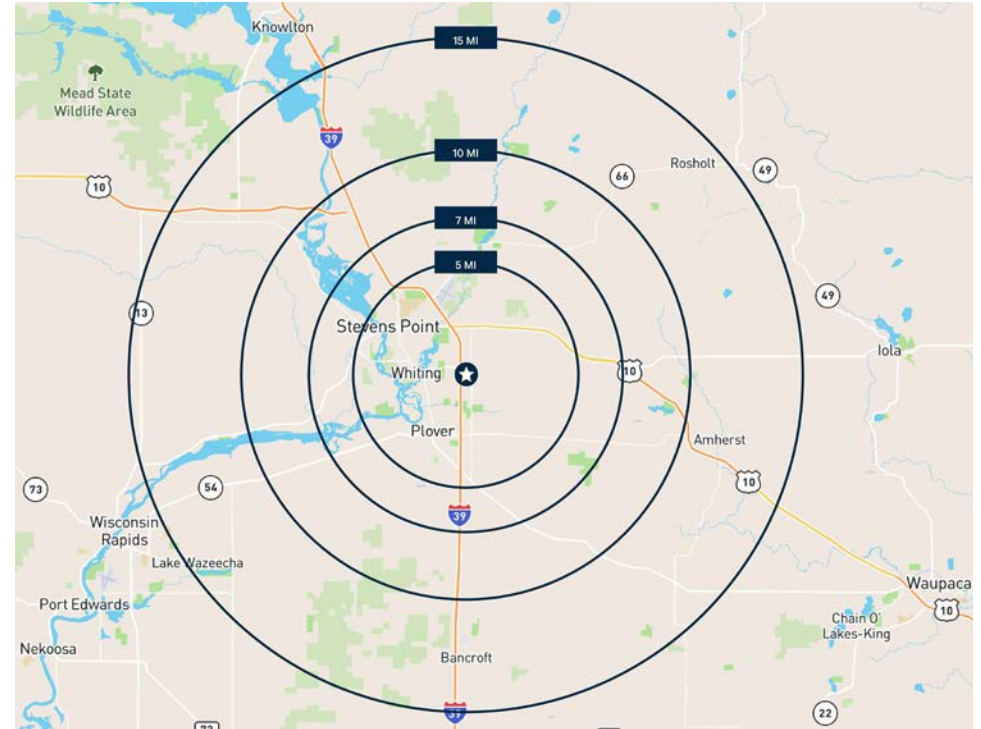 Knowlton
15 MI
Mead State
Wildlife Area
39
10 MI
Rosholt
49
66
10
7 MI
5 MI
49
13
Stevens Point
Iola
Whiting
10
Plover
Amherst
10
73
54
39
Wisconsin
Rapids
Lake Wazeecha
Waupaca
Port Edwards
10
Chain O'
Lakes-King
Nekoosa
Bancroft
39
22